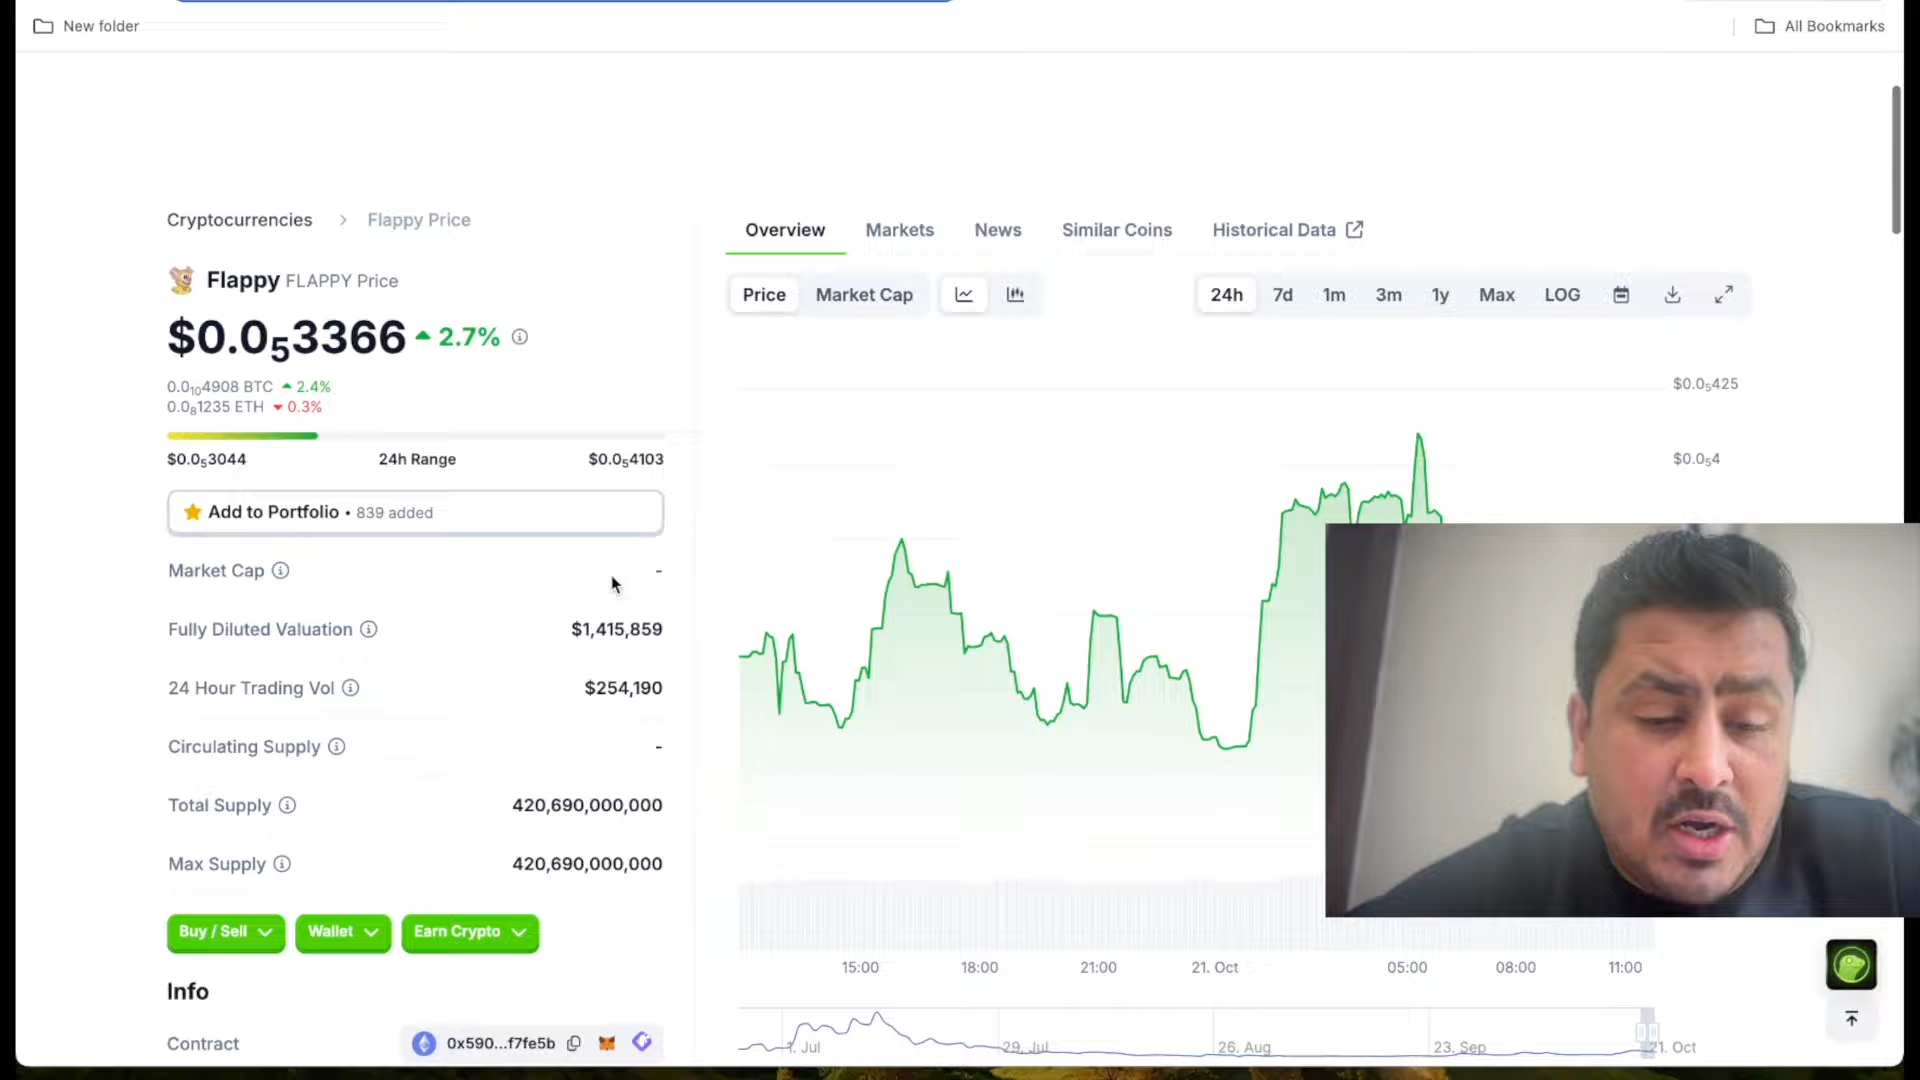 New folder
All Bookmarks
Cryptocurrencies > Flappy Price
Flappy FLAPPY Price
$0.0₅3366 2.7%
0.0₁₀4908 BTC 2.4%
0.0₈1235 ETH 0.3%
$0.0₅3044 24h Range $0.0₅4103
Add to Portfolio • 839 added
Market Cap -
Fully Diluted Valuation $1,415,859
24 Hour Trading Vol $254,190
Circulating Supply -
Total Supply 420,690,000,000
Max Supply 420,690,000,000
Buy / Sell Wallet Earn Crypto
Info
Contract 0x590...f7fe5b
Overview Markets News Similar Coins Historical Data
Price Market Cap 24h 7d 1m 3m 1y Max LOG
$0.0₅425
$0.0₅4
15:00 18:00 21:00 21. Oct 05:00 08:00 11:00
1. Jul 29. Jul 26. Aug 23. Sep 21. Oct